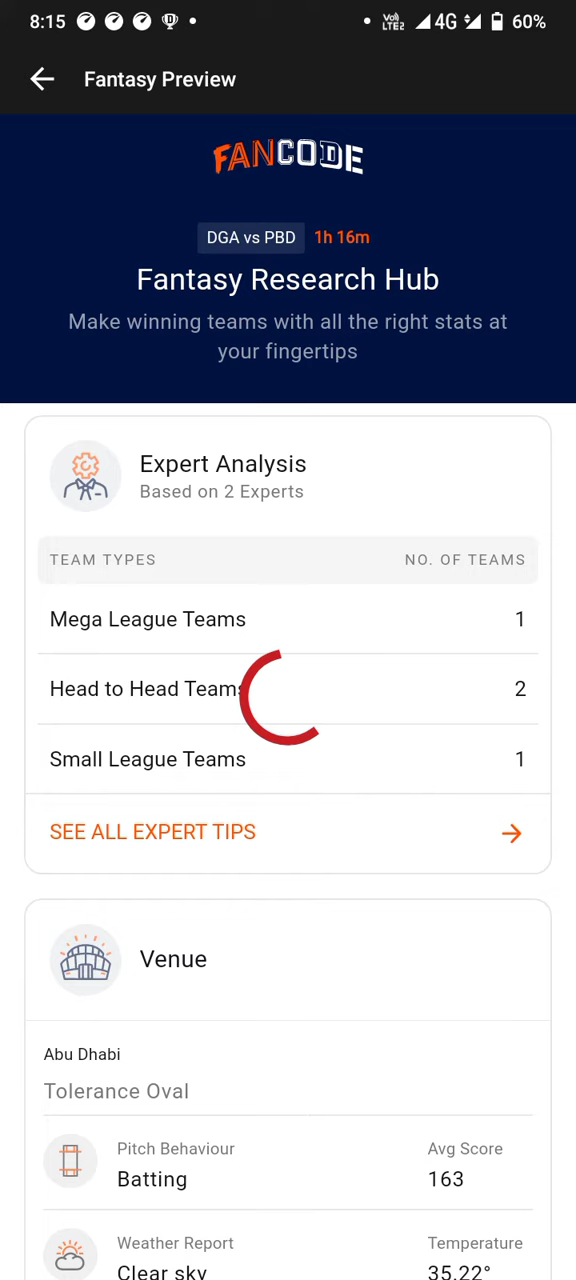 8:15 Vo) LTE2 4G 60%
Fantasy Preview
FANCODE
DGA vs PBD 1h 16m
Fantasy Research Hub
Make winning teams with all the right stats at
your fingertips
Expert Analysis
Based on 2 Experts
TEAM TYPES NO. OF TEAMS
Mega League Teams 1
Head to Head Teams 2
Small League Teams 1
SEE ALL EXPERT TIPS
Venue
Abu Dhabi
Tolerance Oval
Pitch Behaviour Avg Score
Batting 163
Weather Report Temperature
Clear sky 35.22°